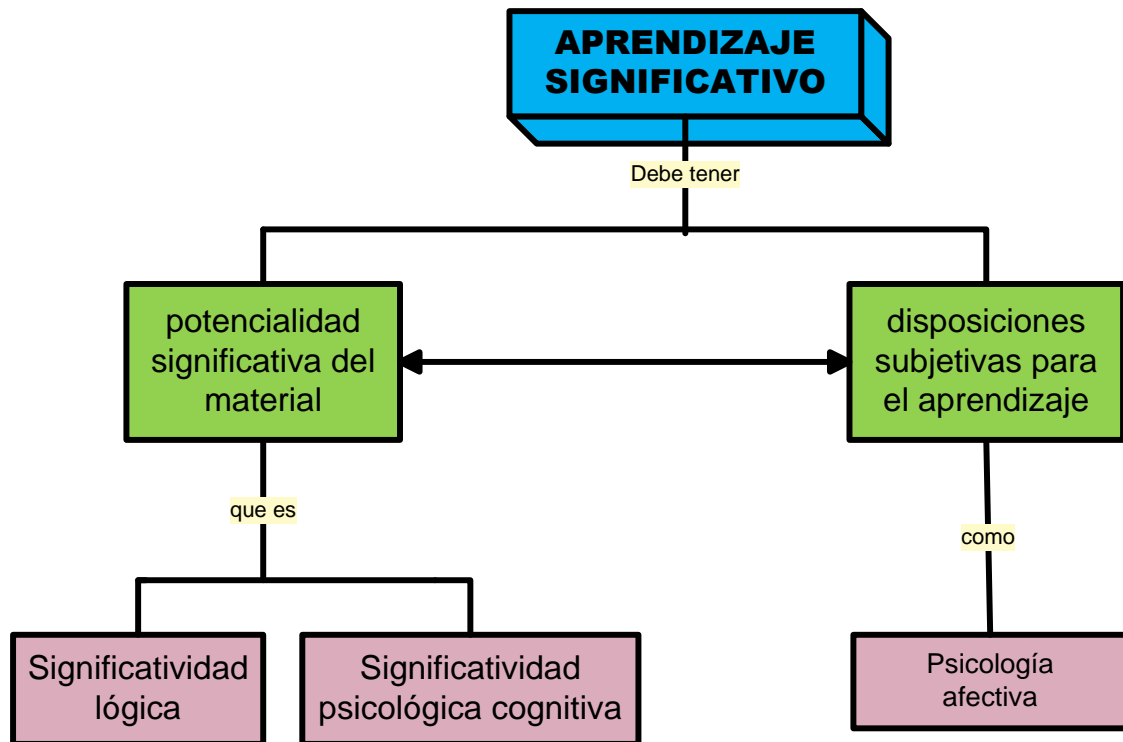 APRENDIZAJE
SIGNIFICATIVO
Debe tener
potencialidad
significativa del
material
disposiciones
subjetivas para
el aprendizaje
que es
como
Significatividad
lógica
Significatividad
psicológica cognitiva
Psicología
afectiva